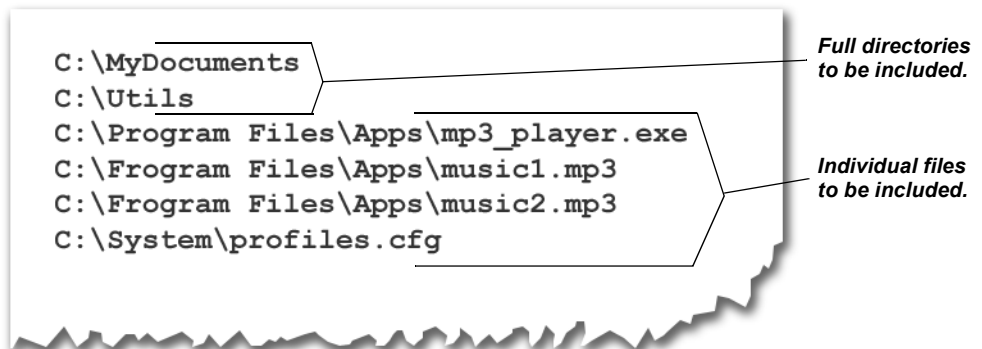 C:\MyDocuments
C:\Utils
C:\Program Files\Apps\mp3_player.exe
C:\Frogram Files\Apps\music1.mp3
C:\Frogram Files\Apps\music2.mp3
C:\System\profiles.cfg
Full directories
to be included.
Individual files
to be included.